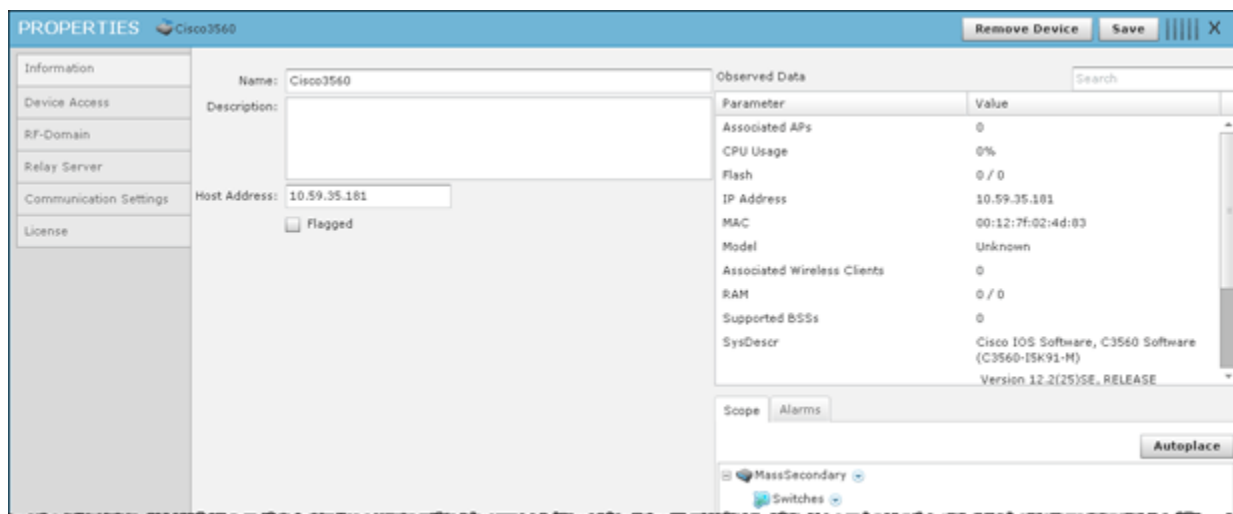 PROPERTIES Cisco3560 Remove Device Save X
Information
Device Access
RF-Domain
Relay Server
Communication Settings
License
Name: Cisco3560
Description:
Host Address: 10.59.35.181
Flagged
Observed Data Search
Parameter Value
Associated APs 0
CPU Usage 0%
Flash 0 / 0
IP Address 10.59.35.181
MAC 00:12:7f:02:4d:83
Model Unknown
Associated Wireless Clients 0
RAM 0 / 0
Supported BSSs 0
SysDescr Cisco IOS Software, C3560 Software
(C3560-I5K91-M)
Version 12.2(25)SE, RELEASE
Scope Alarms
Autoplace
MassSecondary
Switches